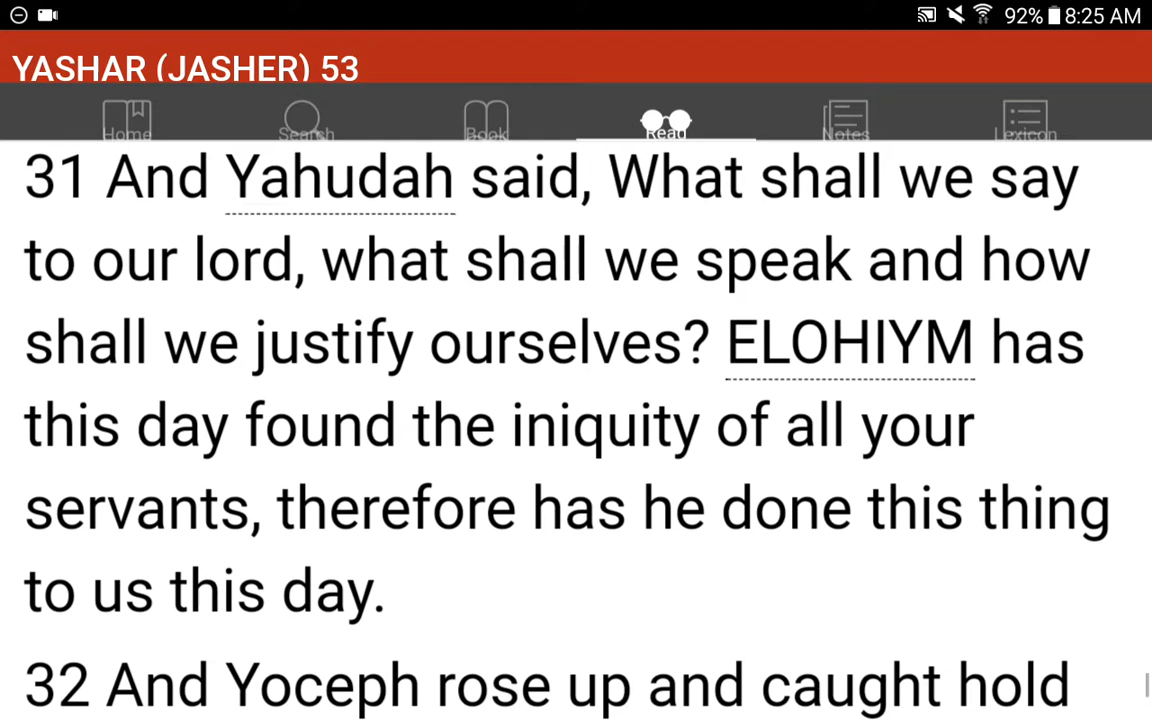 92% 8:25 AM
YASHAR (JASHER) 53
Home Search Book Read Notes Lexicon
31 And Yahudah said, What shall we say
to our lord, what shall we speak and how
shall we justify ourselves? ELOHIYM has
this day found the iniquity of all your
servants, therefore has he done this thing
to us this day.
32 And Yoceph rose up and caught hold